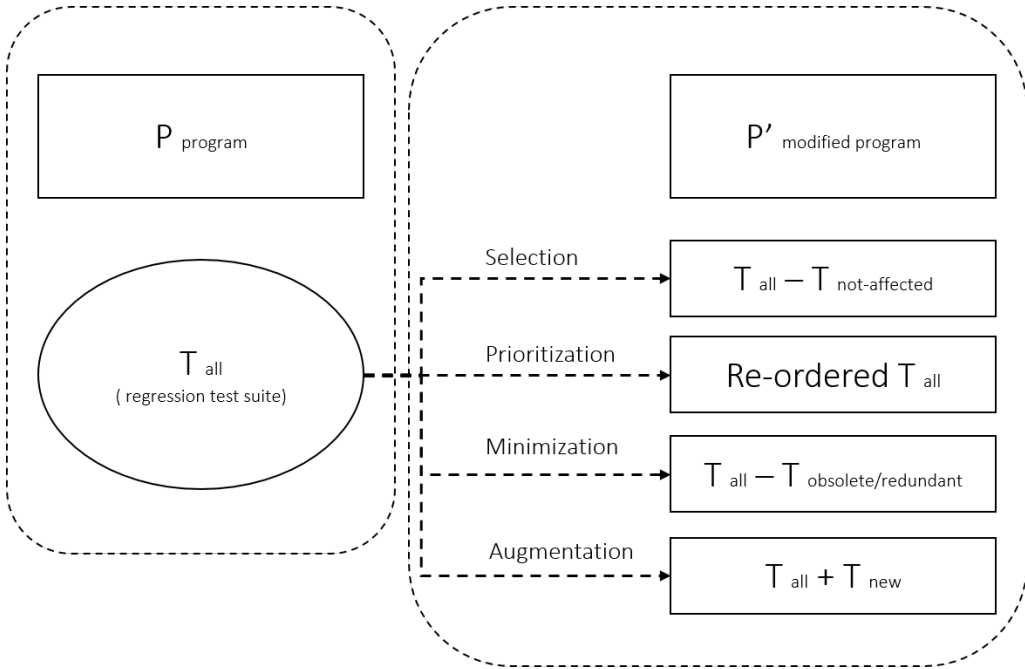 P program
P’ modified program
T all
( regression test suite)
Selection
T all – T not-affected
Prioritization
Re-ordered T all
Minimization
T all – T obsolete/redundant
Augmentation
T all + T new